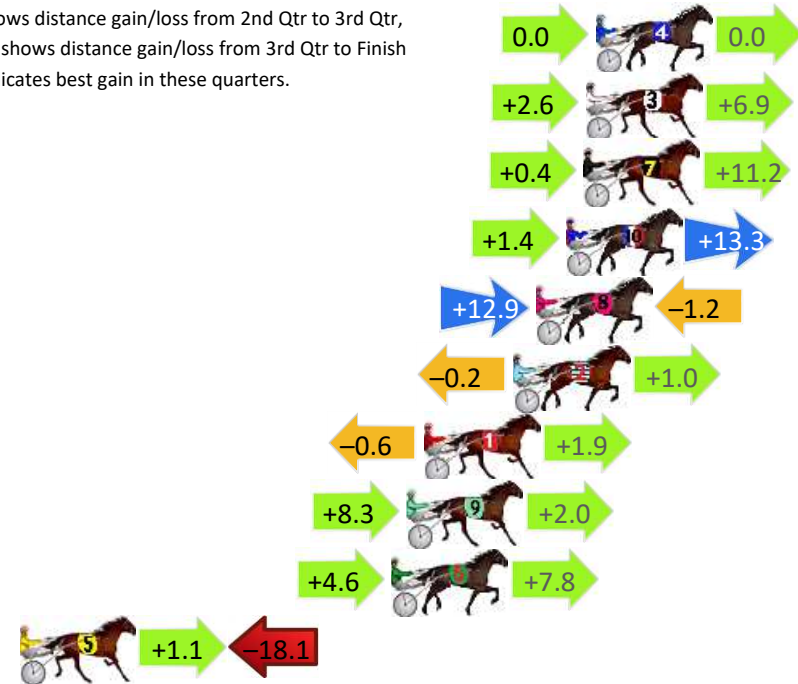 ows distance gain/loss from 2nd Qtr to 3rd Qtr,
shows distance gain/loss from 3rd Qtr to Finish
licates best gain in these quarters.
0.0 4 0.0
+2.6 3 +6.9
+0.4 7 +11.2
+1.4 10 +13.3
+12.9 8 –1.2
–0.2 +1.0
–0.6 1 +1.9
+8.3 9 +2.0
+4.6 +7.8
5 +1.1 –18.1